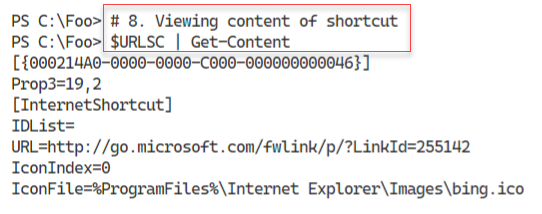 PS C:\Foo> # 8. Viewing content of shortcut
PS C:\Foo> $URLSC | Get-Content
[{000214A0-0000-0000-C000-000000000046}]
Prop3=19,2
[InternetShortcut]
IDList=
URL=http://go.microsoft.com/fwlink/p/?LinkId=255142
IconIndex=0
IconFile=%ProgramFiles%\Internet Explorer\Images\bing.ico